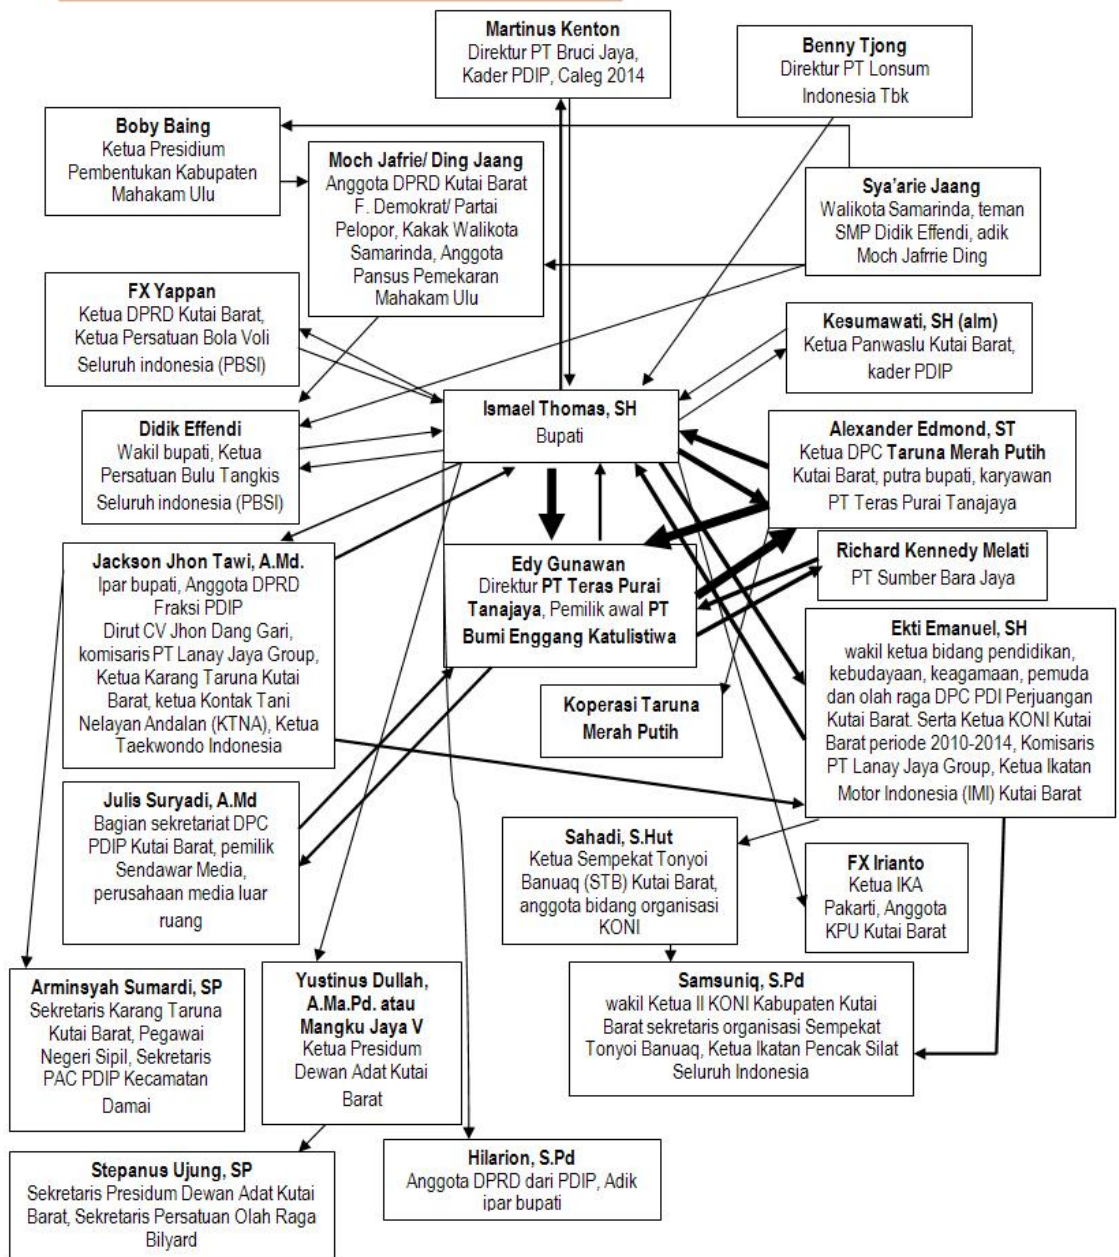 Martinus Kenton
Direktur PT Bruci Jaya,
Kader PDIP, Caleg 2014
Benny Tjong
Direktur PT Lonsum
Indonesia Tbk
Boby Baing
Ketua Presidium
Pembentukan Kabupaten
Mahakam Ulu
Moch Jafrie/ Ding Jaang
Anggota DPRD Kutai Barat
F. Demokrat/ Partai
Pelopor, Kakak Walikota
Samarinda, Anggota
Pansus Pemekaran
Mahakam Ulu
Sya'arie Jaang
Walikota Samarinda, teman
SMP Didik Effendi, adik
Moch Jafrrie Ding
FX Yappan
Ketua DPRD Kutai Barat,
Ketua Persatuan Bola Voli
Seluruh indonesia (PBSI)
Kesumawati, SH (alm)
Ketua Panwaslu Kutai Barat,
kader PDIP
Ismael Thomas, SH
Bupati
Didik Effendi
Wakil bupati, Ketua
Persatuan Bulu Tangkis
Seluruh indonesia (PBSI)
Alexander Edmond, ST
Ketua DPC Taruna Merah Putih
Kutai Barat, putra bupati, karyawan
PT Teras Purai Tanajaya
Jackson Jhon Tawi, A.Md.
Ipar bupati, Anggota DPRD
Fraksi PDIP
Dirut CV Jhon Dang Gari,
komisaris PT Lanay Jaya Group,
Ketua Karang Taruna Kutai
Barat, ketua Kontak Tani
Nelayan Andalan (KTNA), Ketua
Taekwondo Indonesia
Edy Gunawan
Direktur PT Teras Purai
Tanajaya, Pemilik awal PT
Bumi Enggang Katulistiwa
Richard Kennedy Melati
PT Sumber Bara Jaya
Ekti Emanuel, SH
wakil ketua bidang pendidikan,
kebudayaan, keagamaan, pemuda
dan olah raga DPC PDI Perjuangan
Kutai Barat. Serta Ketua KONI Kutai
Barat periode 2010-2014, Komisaris
PT Lanay Jaya Group, Ketua Ikatan
Motor Indonesia (IMI) Kutai Barat
Koperasi Taruna
Merah Putih
Julis Suryadi, A.Md
Bagian sekretariat DPC
PDIP Kutai Barat, pemilik
Sendawar Media,
perusahaan media luar
ruang
Sahadi, S.Hut
Ketua Sempekat Tonyoi
Banuaq (STB) Kutai Barat,
anggota bidang organisasi
KONI
FX Irianto
Ketua IKA
Pakarti, Anggota
KPU Kutai Barat
Arminsyah Sumardi, SP
Sekretaris Karang Taruna
Kutai Barat, Pegawai
Negeri Sipil, Sekretaris
PAC PDIP Kecamatan
Damai
Yustinus Dullah,
A.Ma.Pd. atau
Mangku Jaya V
Ketua Presidum
Dewan Adat Kutai
Barat
Samsuniq, S.Pd
wakil Ketua II KONI Kabupaten Kutai
Barat sekretaris organisasi Sempekat
Tonyoi Banuaq, Ketua Ikatan Pencak Silat
Seluruh Indonesia
Stepanus Ujung, SP
Sekretaris Presidum Dewan Adat Kutai
Barat, Sekretaris Persatuan Olah Raga
Bilyard
Hilarion, S.Pd
Anggota DPRD dari PDIP, Adik
ipar bupati